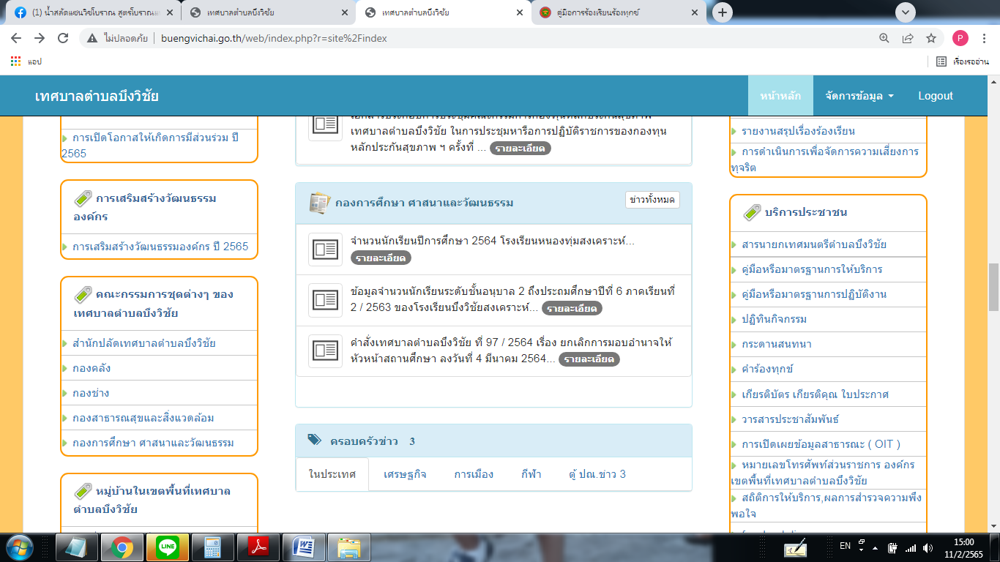 (1) น้ำสลัดแซนวิชโบราณ สูตรโบราณแ
เทศบาลตำบลบึงวิชัย
เทศบาลตำบลบึงวิชัย
คู่มือการร้องเรียนร้องทุกข์
ไม่ปลอดภัย
buengvichai.go.th/web/index.php?r=site%2Findex
P
แอป
เรื่องรออ่าน
เทศบาลตำบลบึงวิชัย
หน้าหลัก
จัดการข้อมูล
Logout
การเปิดโอกาสให้เกิดการมีส่วนร่วม ปี
2565
การเสริมสร้างวัฒนธรรม
องค์กร
การเสริมสร้างวัฒนธรรมองค์กร ปี 2565
คณะกรรมการชุดต่างๆ ของ
เทศบาลตำบลบึงวิชัย
สำนักปลัดเทศบาลตำบลบึงวิชัย
กองคลัง
กองช่าง
กองสาธารณสุขและสิ่งแวดล้อม
กองการศึกษา ศาสนาและวัฒนธรรม
หมู่บ้านในเขตพื้นที่เทศบาล
ตำบลบึงวิชัย
เอกสารประกอบการประชุมคณะกรรมการกองทุนหลักประกันสุขภาพ
เทศบาลตำบลบึงวิชัย ในการประชุมหารือการปฏิบัติราชการของกองทุน
หลักประกันสุขภาพ ฯ ครั้งที่ ... รายละเอียด
กองการศึกษา ศาสนาและวัฒนธรรม
ข่าวทั้งหมด
จำนวนนักเรียนปีการศึกษา 2564 โรงเรียนหนองทุ่มสงเคราะห์...
รายละเอียด
ข้อมูลจำนวนนักเรียนระดับชั้นอนุบาล 2 ถึงประถมศึกษาปีที่ 6 ภาคเรียนที่
2 / 2563 ของโรงเรียนบึงวิชัยสงเคราะห์... รายละเอียด
คำสั่งเทศบาลตำบลบึงวิชัย ที่ 97 / 2564 เรื่อง ยกเลิกการมอบอำนาจให้
หัวหน้าสถานศึกษา ลงวันที่ 4 มีนาคม 2564... รายละเอียด
ครอบครัวข่าว 3
ในประเทศ
เศรษฐกิจ
การเมือง
กีฬา
ตู้ ปณ.ข่าว 3
รายงานสรุปเรื่องร้องเรียน
การดำเนินการเพื่อจัดการความเสี่ยงการ
ทุจริต
บริการประชาชน
สารนายกเทศมนตรีตำบลบึงวิชัย
คู่มือหรือมาตรฐานการให้บริการ
คู่มือหรือมาตรฐานการปฏิบัติงาน
ปฏิทินกิจกรรม
กระดานสนทนา
คำร้องทุกข์
เกียรติบัตร เกียรติคุณ ใบประกาศ
วารสารประชาสัมพันธ์
การเปิดเผยข้อมูลสาธารณะ ( OIT )
หมายเลขโทรศัพท์ส่วนราชการ องค์กร
เขตพื้นที่เทศบาลตำบลบึงวิชัย
สถิติการให้บริการ,ผลการสำรวจความพึง
พอใจ
LINE
EN
15:00
11/2/2565